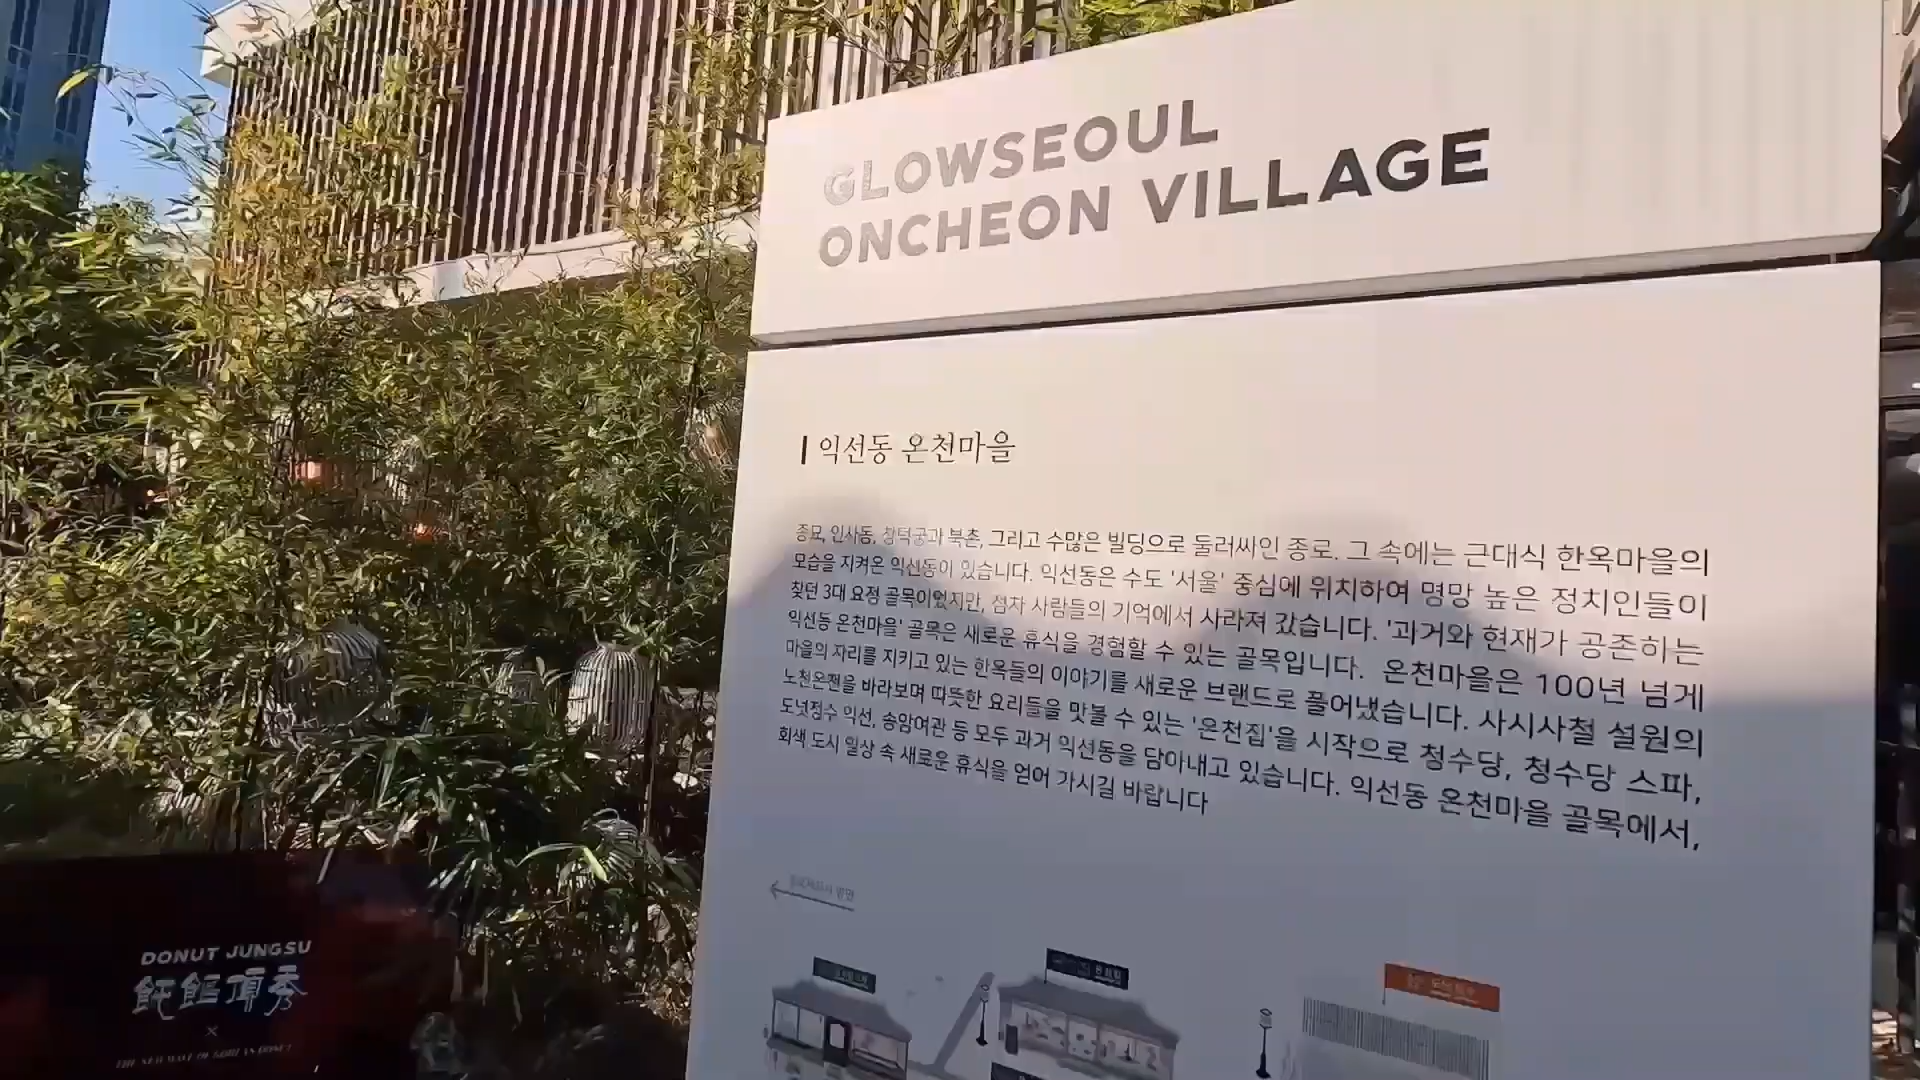 GLOWSEOUL
ONCHEON VILLAGE
익선동 온천마을
종묘, 인사동, 창덕궁과 북촌, 그리고 수많은 빌딩으로 둘러싸인 종로. 그 속에는 근대식 한옥마을의
모습을 지켜온 익선동이 있습니다. 익선동은 수도 '서울' 중심에 위치하여 명망 높은 정치인들이
찾던 3대 요정 골목이었지만, 점차 사람들의 기억에서 사라져 갔습니다. '과거와 현재가 공존하는
익선동 온천마을' 골목은 새로운 휴식을 경험할 수 있는 골목입니다. 온천마을은 100년 넘게
마을의 자리를 지키고 있는 한옥들의 이야기를 새로운 브랜드로 풀어냈습니다. 사시사철 설원의
노천온천을 바라보며 따뜻한 요리들을 맛볼 수 있는 '온천집'을 시작으로 청수당, 청수당 스파,
도넛정수 익선, 송암여관 등 모두 과거 익선동을 담아내고 있습니다. 익선동 온천마을 골목에서,
회색 도시 일상 속 새로운 휴식을 얻어 가시길 바랍니다
DONUT JUNGSU
×
THE NEW WAVE OF KOREAN DONUT